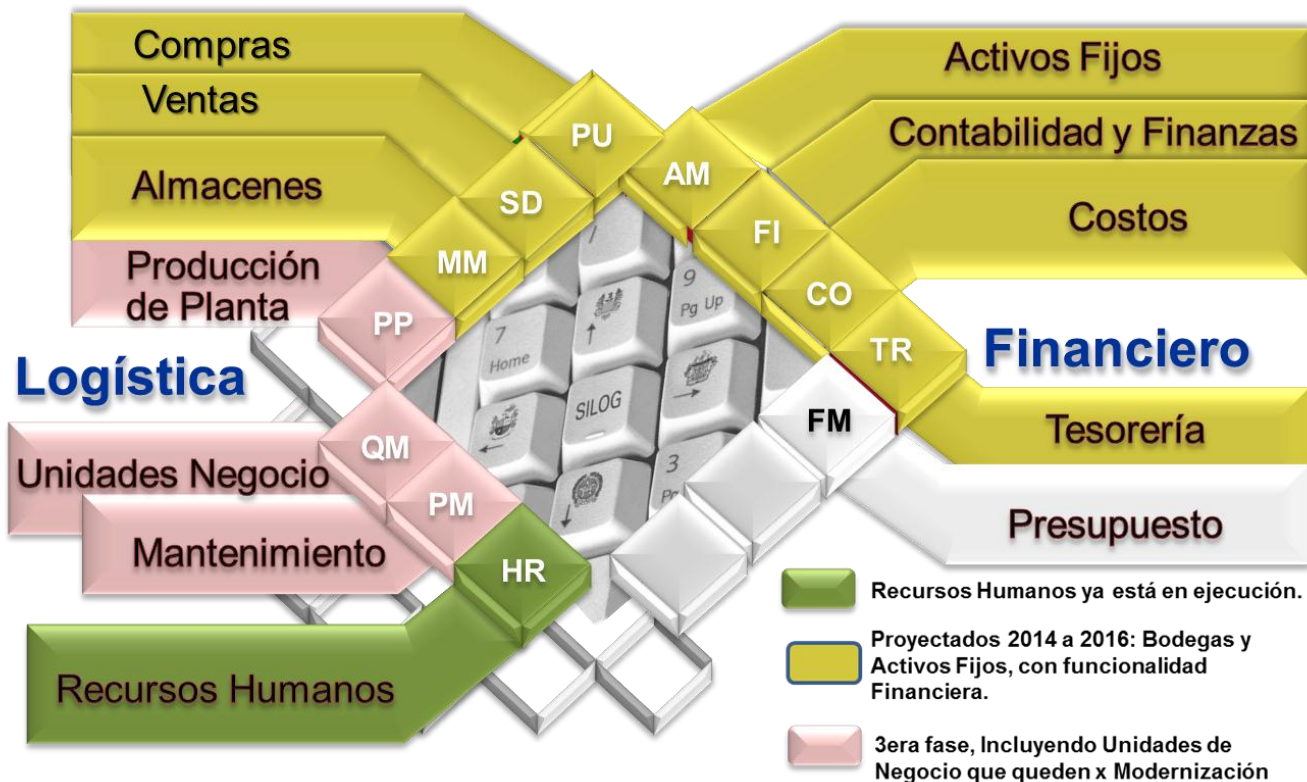 Compras
Ventas
Almacenes
Producción
de Planta
Logística
Unidades Negocio
Mantenimiento
Recursos Humanos
PU
SD
MM
PP
QM
PM
HR
AM
FI
CO
TR
FM
/
7
Home
↑
9
Pg Up
←
SILOG
→
↓
3
Activos Fijos
Contabilidad y Finanzas
Costos
Financiero
Tesorería
Presupuesto
Recursos Humanos ya está en ejecución.
Proyectados 2014 a 2016: Bodegas y
Activos Fijos, con funcionalidad
Financiera.
3era fase, Incluyendo Unidades de
Negocio que queden x Modernización